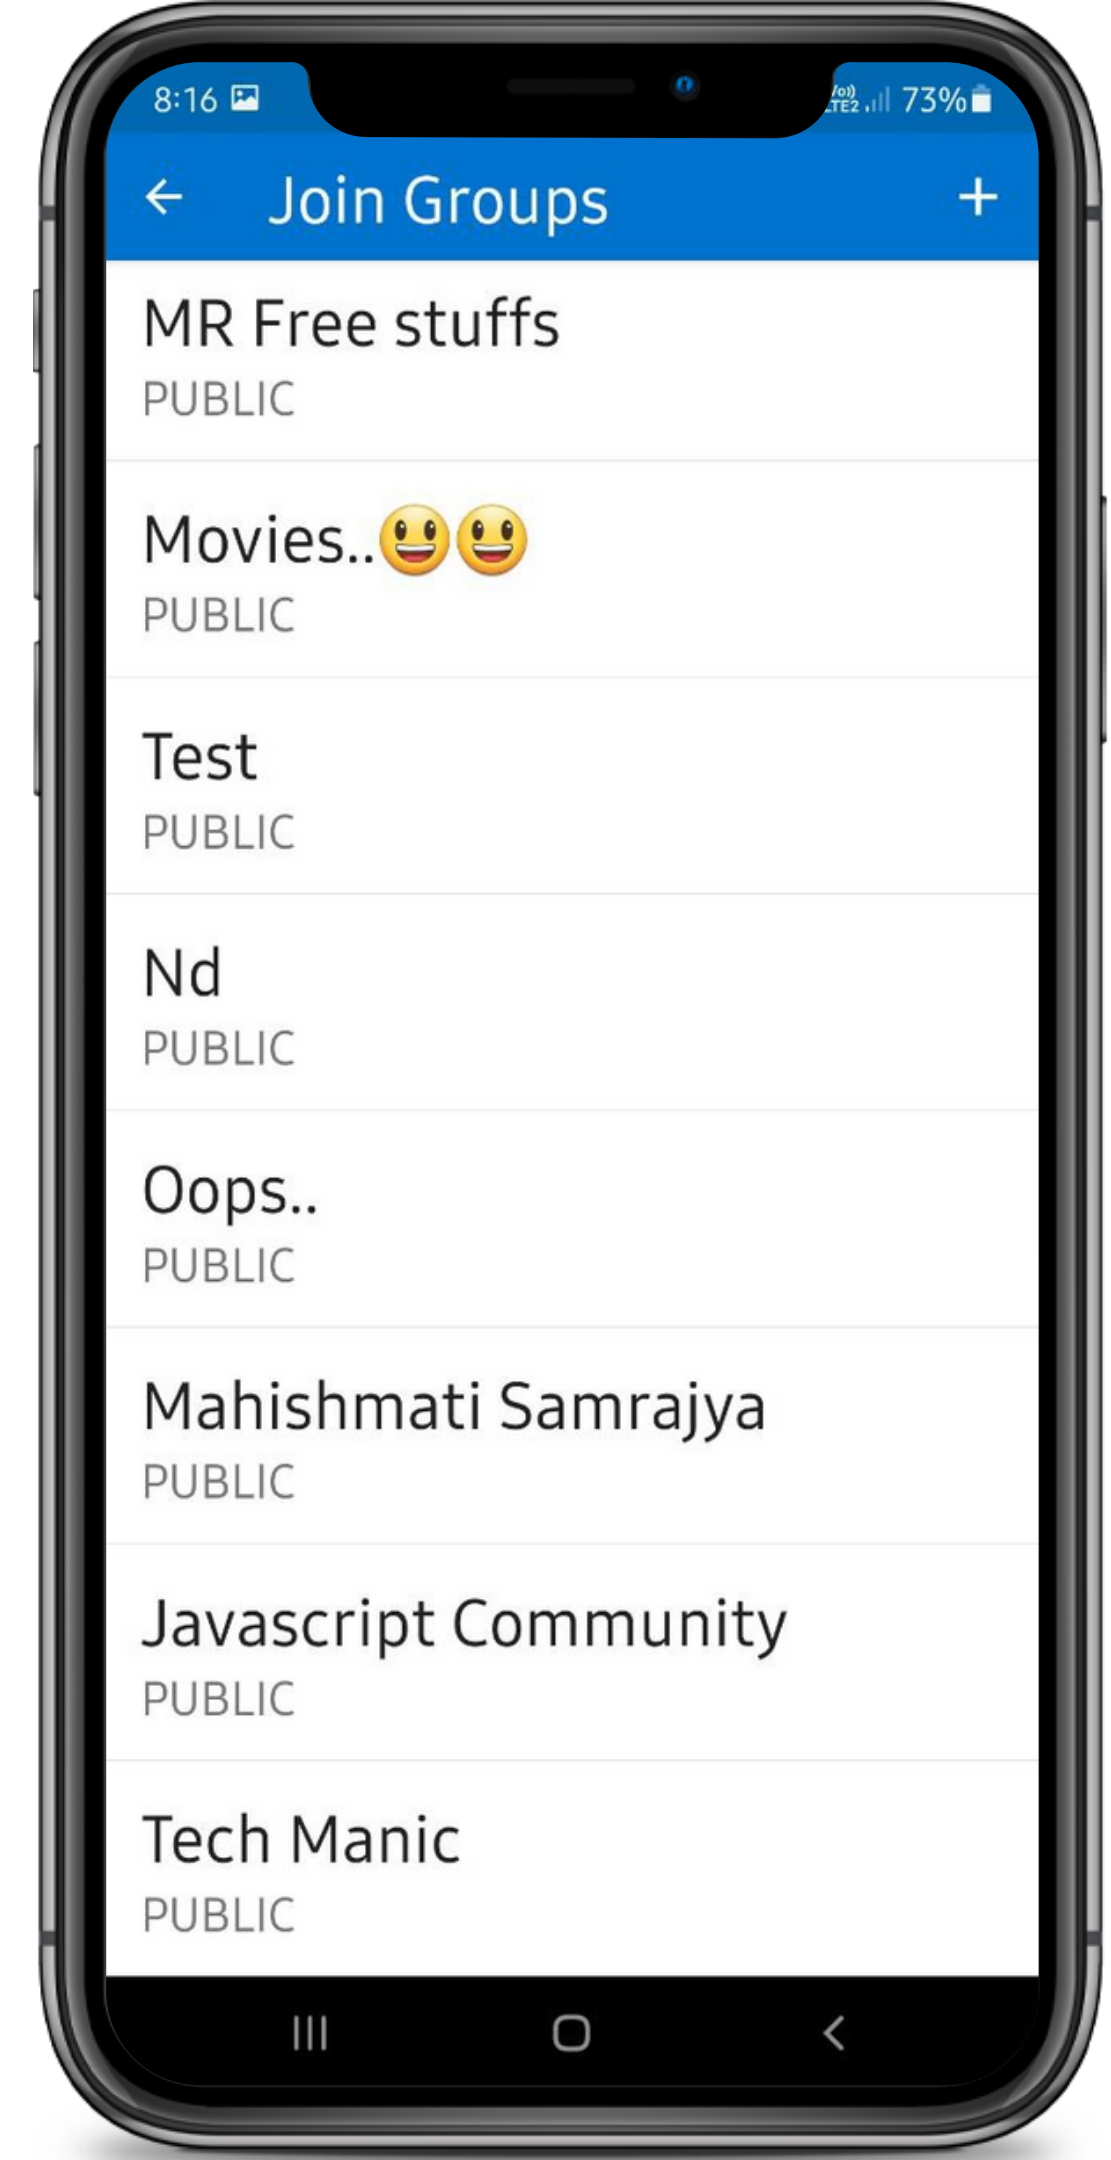 8:16 73%
Join Groups
MR Free stuffs
PUBLIC
Movies..😃😃
PUBLIC
Test
PUBLIC
Nd
PUBLIC
Oops..
PUBLIC
Mahishmati Samrajya
PUBLIC
Javascript Community
PUBLIC
Tech Manic
PUBLIC